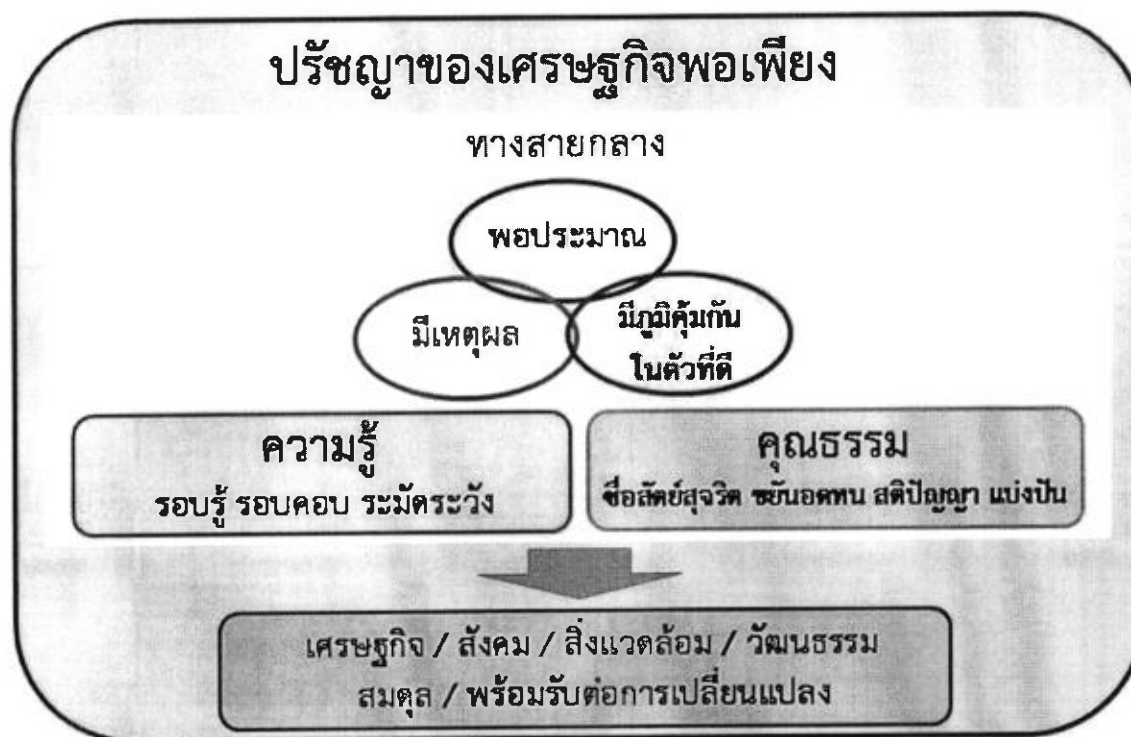 ปรัชญาของเศรษฐกิจพอเพียง
ทางสายกลาง
พอประมาณ
มีเหตุผล
มีภูมิคุ้มกัน
ในตัวที่ดี
ความรู้
รอบรู้ รอบคอบ ระมัดระวัง
คุณธรรม
ซื่อสัตย์สุจริต ขยันอดทน สติปัญญา แบ่งปัน
เศรษฐกิจ / สังคม / สิ่งแวดล้อม / วัฒนธรรม
สมดุล / พร้อมรับต่อการเปลี่ยนแปลง